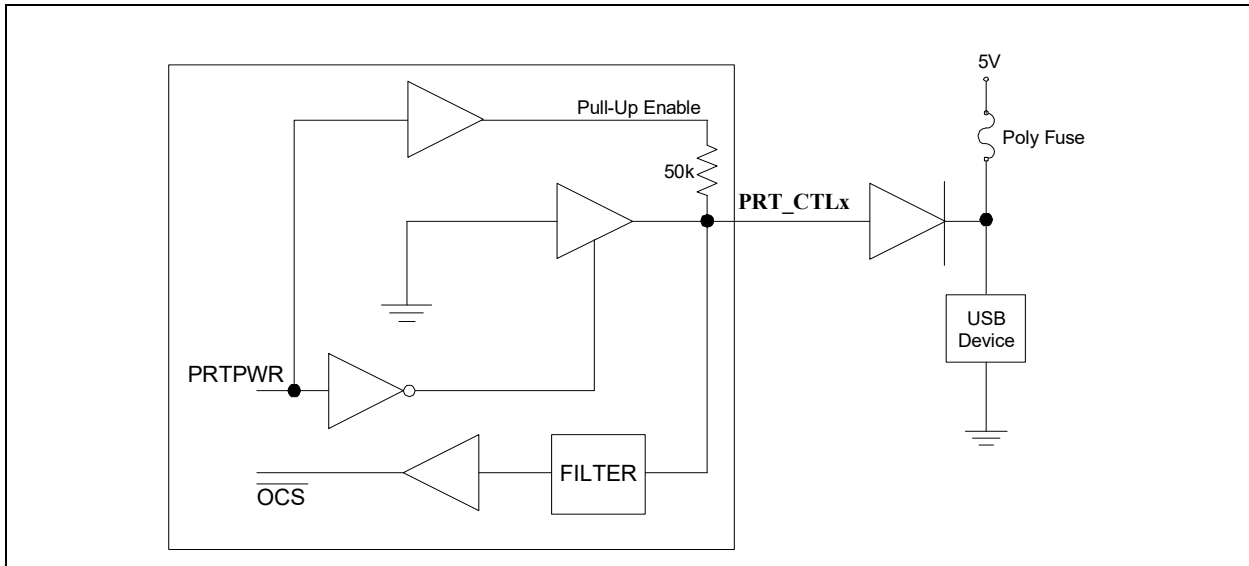 5V
Pull-Up Enable
Poly Fuse
50k
PRT_CTLx
USB
Device
PRTPWR
FILTER
OCS